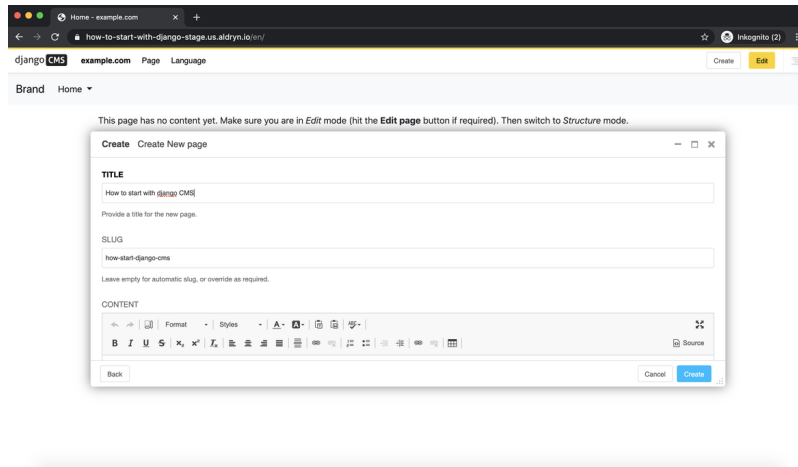 Home - example.com
how-to-start-with-django-stage.us.aldryn.io/en/
Inkognito (2)
django CMS example.com Page Language Create Edit
Brand Home
This page has no content yet. Make sure you are in Edit mode (hit the Edit page button if required). Then switch to Structure mode.
Create Create New page
TITLE
How to start with django CMS
Provide a title for the new page.
SLUG
how-start-django-cms
Leave empty for automatic slug, or override as required.
CONTENT
Format Styles A A ABC
B I U S x₂ x² Ix Source
Back Cancel Create